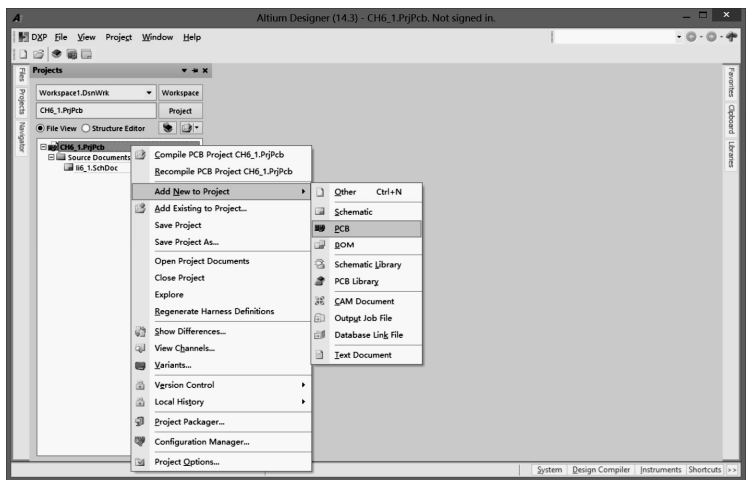 Altium Designer (14.3) - CH6_1.PrjPcb. Not signed in.
DXP File View Project Window Help
Projects
Files
Projects
Navigator
Workspace1.DsnWrk Workspace
CH6_1.PrjPcb Project
File View Structure Editor
CH6_1.PrjPcb
Source Documents
li6_1.SchDoc
Compile PCB Project CH6_1.PrjPcb
Recompile PCB Project CH6_1.PrjPcb
Add New to Project
Add Existing to Project...
Save Project
Save Project As...
Open Project Documents
Close Project
Explore
Regenerate Harness Definitions
Show Differences...
View Channels...
Variants...
Version Control
Local History
Project Packager...
Configuration Manager...
Project Options...
Other Ctrl+N
Schematic
PCB
BOM
Schematic Library
PCB Library
CAM Document
Output Job File
Database Link File
Text Document
Favorites
Clipboard
Libraries
System Design Compiler Instruments Shortcuts >>